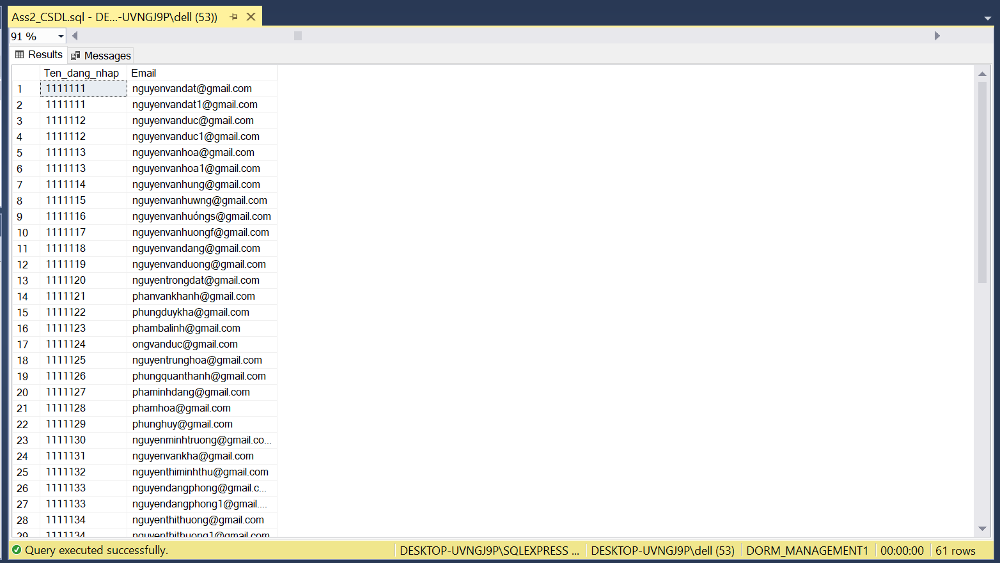 Ass2_CSDL.sql - DE...-UVNGJ9P\dell (53))
91 %
Results Messages
Ten_dang_nhap Email
1 1111111 nguyenvandat@gmail.com
2 1111111 nguyenvandat1@gmail.com
3 1111112 nguyenvanduc@gmail.com
4 1111112 nguyenvanduc1@gmail.com
5 1111113 nguyenvanhoa@gmail.com
6 1111113 nguyenvanhoa1@gmail.com
7 1111114 nguyenvanhung@gmail.com
8 1111115 nguyenvanhuwng@gmail.com
9 1111116 nguyenvanhuóngs@gmail.com
10 1111117 nguyenvanhuongf@gmail.com
11 1111118 nguyenvandang@gmail.com
12 1111119 nguyenvanduong@gmail.com
13 1111120 nguyentrongdat@gmail.com
14 1111121 phanvankhanh@gmail.com
15 1111122 phungduykha@gmail.com
16 1111123 phambalinh@gmail.com
17 1111124 ongvanduc@gmail.com
18 1111125 nguyentrunghoa@gmail.com
19 1111126 phungquanthanh@gmail.com
20 1111127 phaminhdang@gmail.com
21 1111128 phamhoa@gmail.com
22 1111129 phunghuy@gmail.com
23 1111130 nguyenminhtruong@gmail.co...
24 1111131 nguyenvankha@gmail.com
25 1111132 nguyenthiminhthu@gmail.com
26 1111133 nguyendangphong@gmail.c...
27 1111133 nguyendangphong1@gmail....
28 1111134 nguyenthithuong@gmail.com
29 1111134 nguyenthithuong1@gmail.com
Query executed successfully. DESKTOP-UVNGJ9P\SQLEXPRESS ... DESKTOP-UVNGJ9P\dell (53) DORM_MANAGEMENT1 00:00:00 61 rows